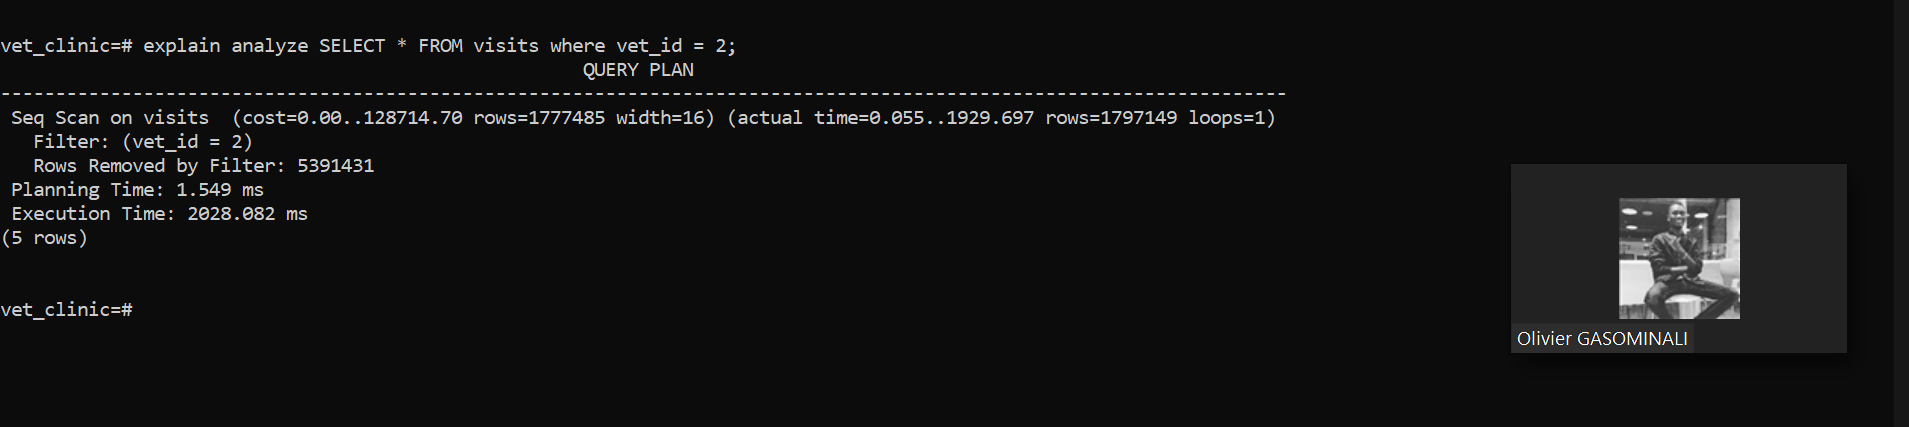 vet_clinic=# explain analyze SELECT * FROM visits where vet_id = 2;
QUERY PLAN
---------------------------------------------------------------------------------------------------------------------
Seq Scan on visits  (cost=0.00..128714.70 rows=1777485 width=16) (actual time=0.055..1929.697 rows=1797149 loops=1)
Filter: (vet_id = 2)
Rows Removed by Filter: 5391431
Planning Time: 1.549 ms
Execution Time: 2028.082 ms
(5 rows)
vet_clinic=#
Olivier GASOMINALI